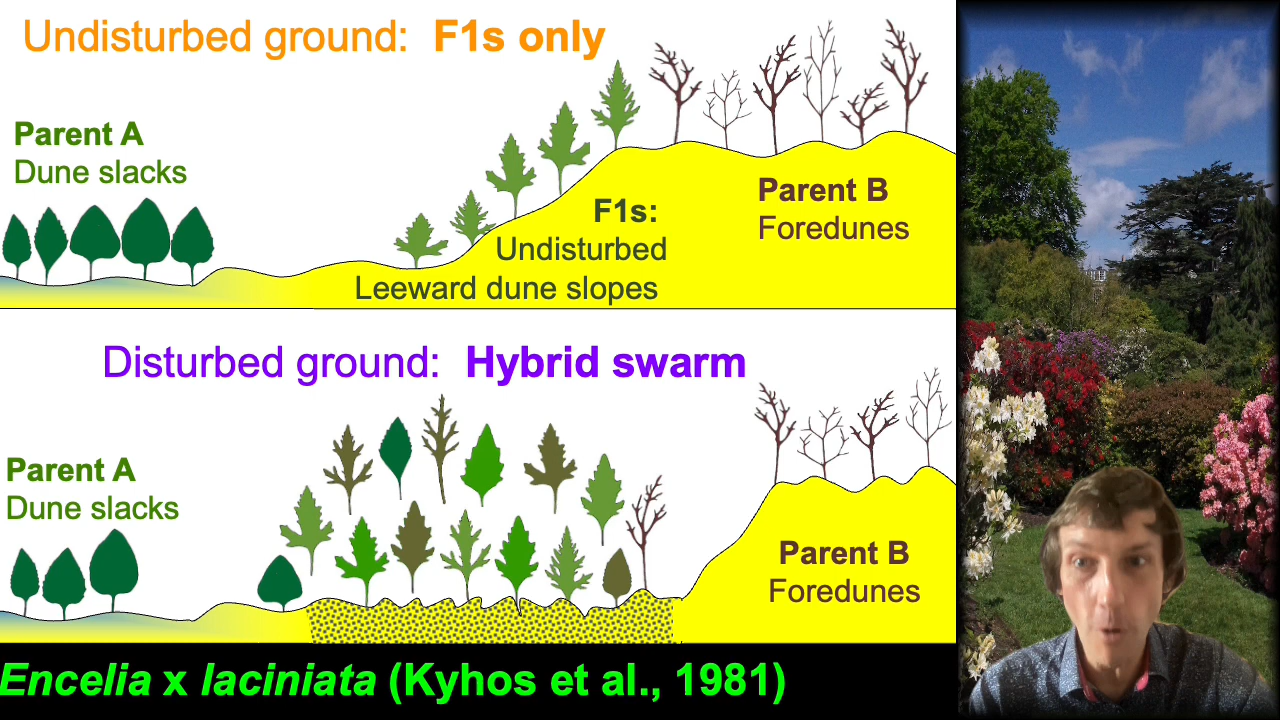 Undisturbed ground: F1s only
Parent A
Dune slacks
Parent B
Foredunes
F1s:
Undisturbed
Leeward dune slopes
Disturbed ground: Hybrid swarm
Parent A
Dune slacks
Parent B
Foredunes
Encelia x laciniata (Kyhos et al., 1981)